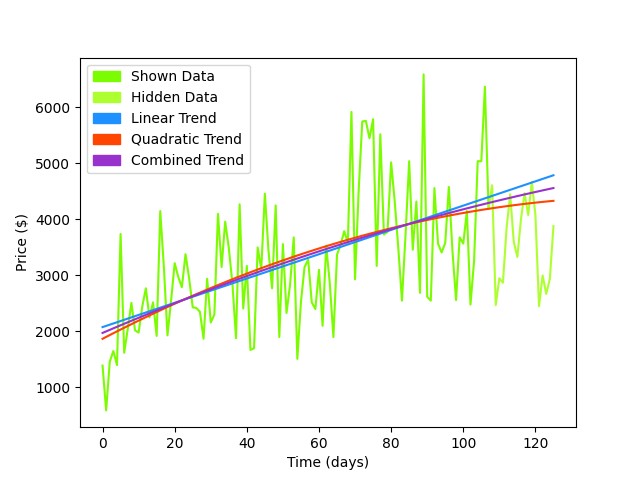 Shown Data
Hidden Data
Linear Trend
Quadratic Trend
Combined Trend
6000
5000
4000
3000
2000
1000
Price ($)
0 20 40 60 80 100 120
Time (days)